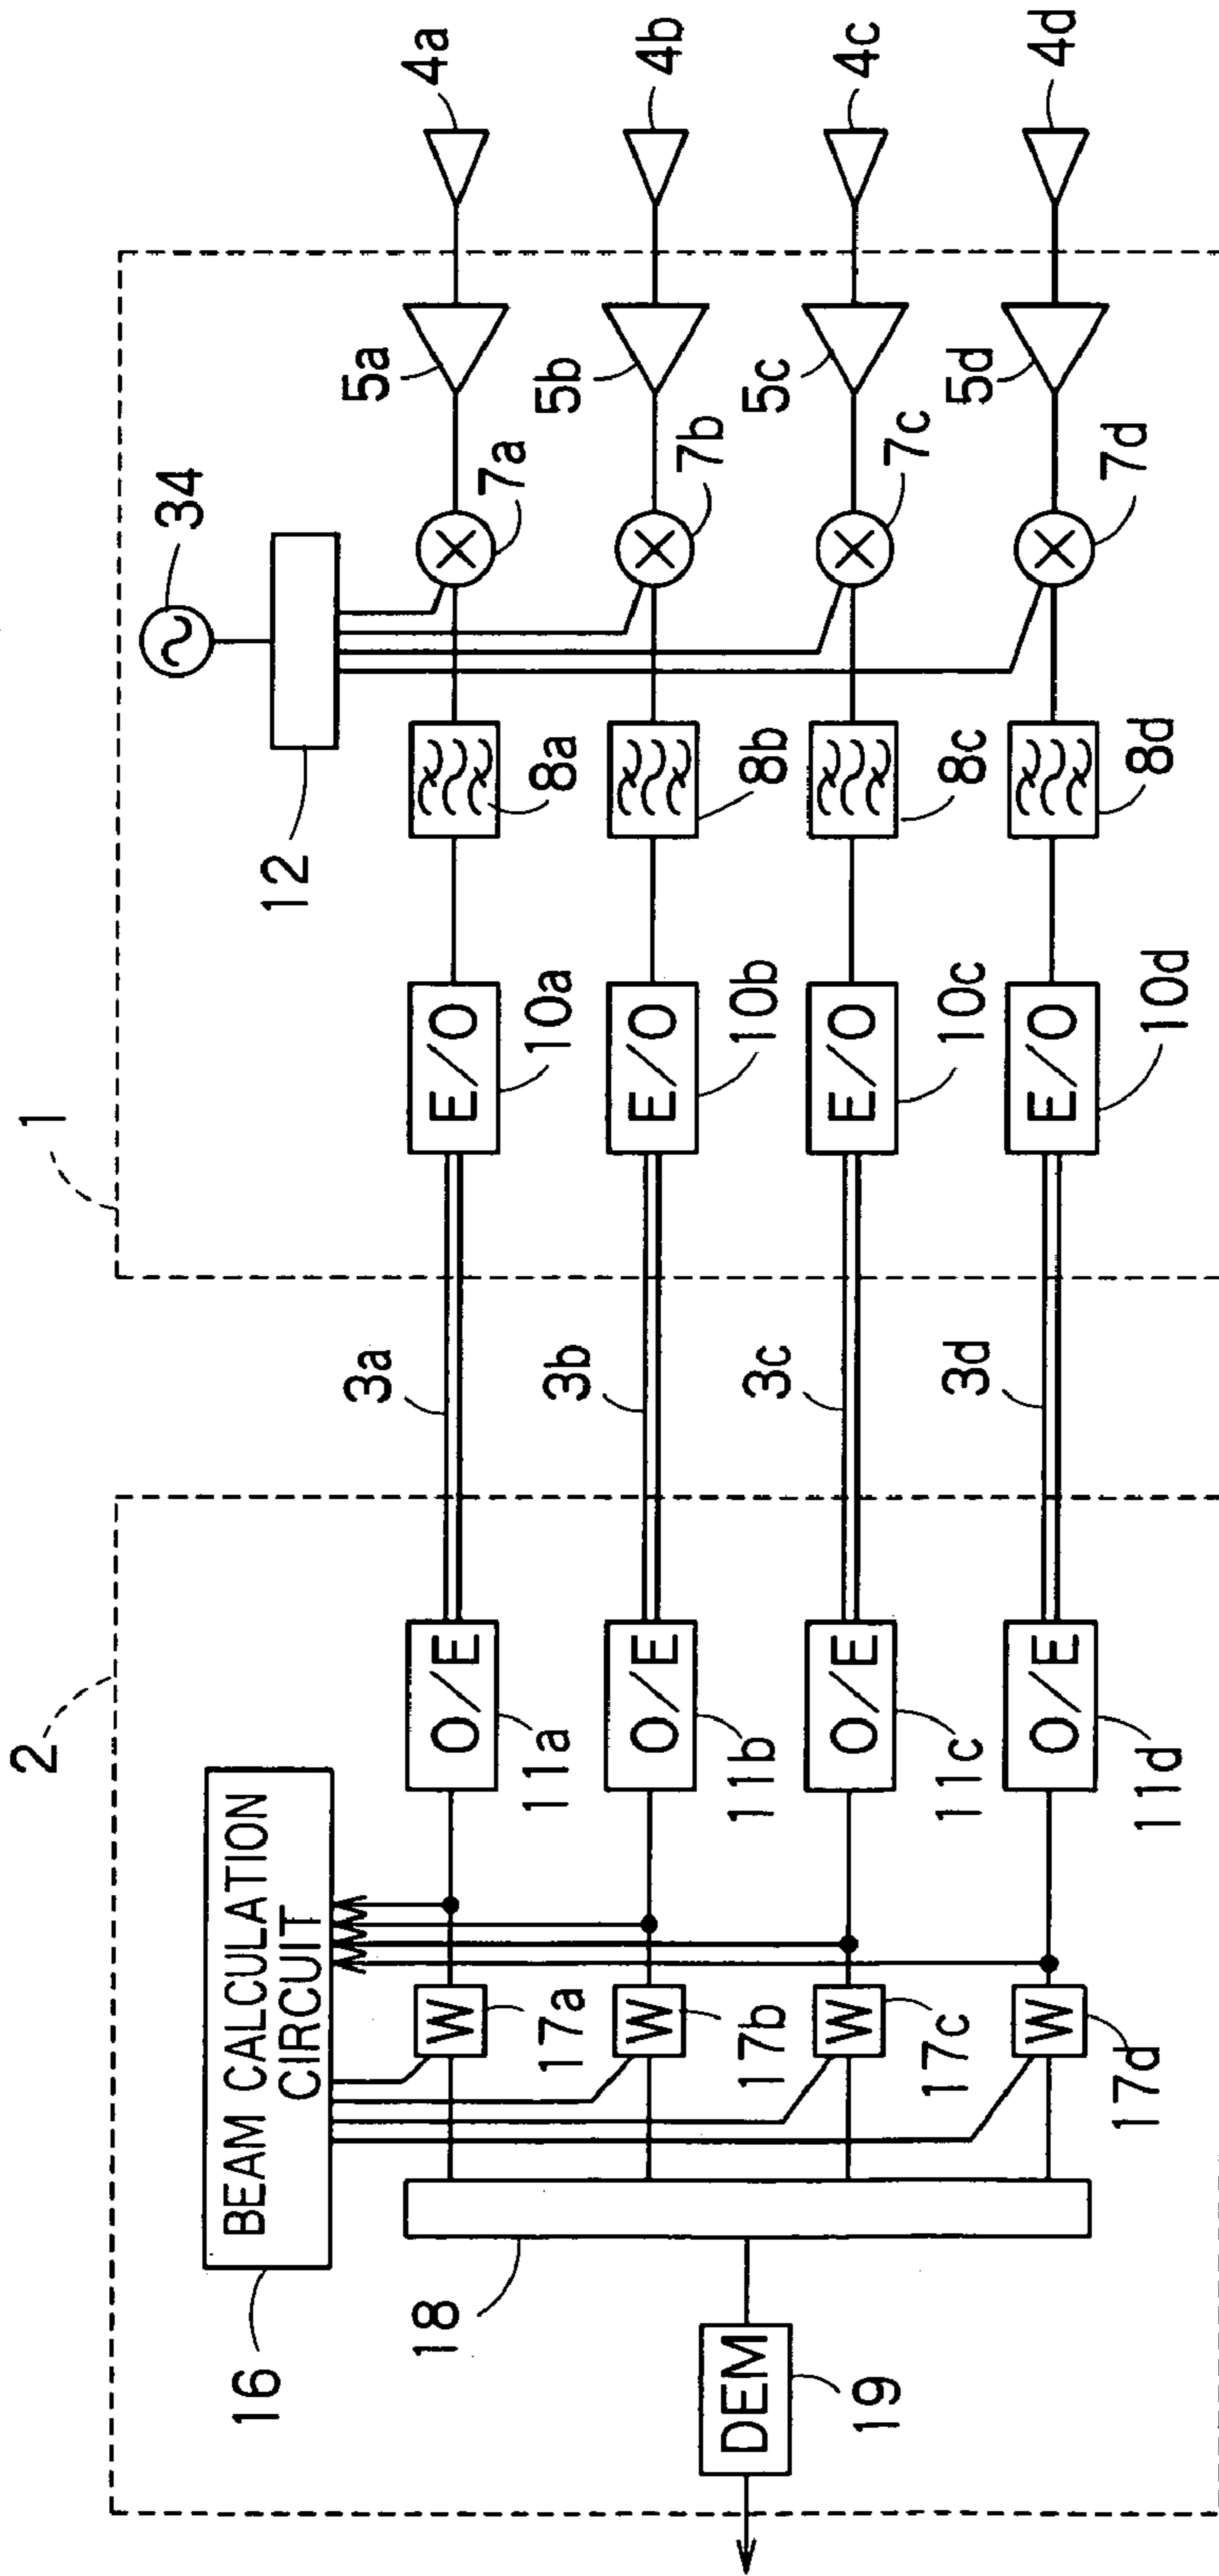 1
2
34
12
4a
4b
4c
4d
5a
5b
5c
5d
7a
7b
7c
7d
8a
8b
8c
8d
E/O
E/O
E/O
E/O
10a
10b
10c
10d
3a
3b
3c
3d
O/E
O/E
O/E
O/E
11a
11b
11c
11d
BEAM CALCULATION
CIRCUIT
16
W
W
W
W
17a
17b
17c
17d
18
DEM
19